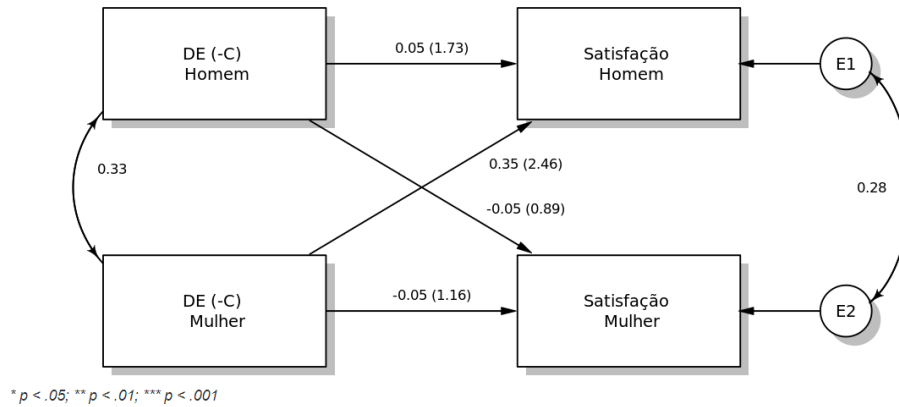 DE (-C)
Homem
0.05 (1.73)
Satisfação
Homem
E1
0.33
0.35 (2.46)
-0.05 (0.89)
0.28
DE (-C)
Mulher
-0.05 (1.16)
Satisfação
Mulher
E2
* p < .05; ** p < .01; *** p < .001